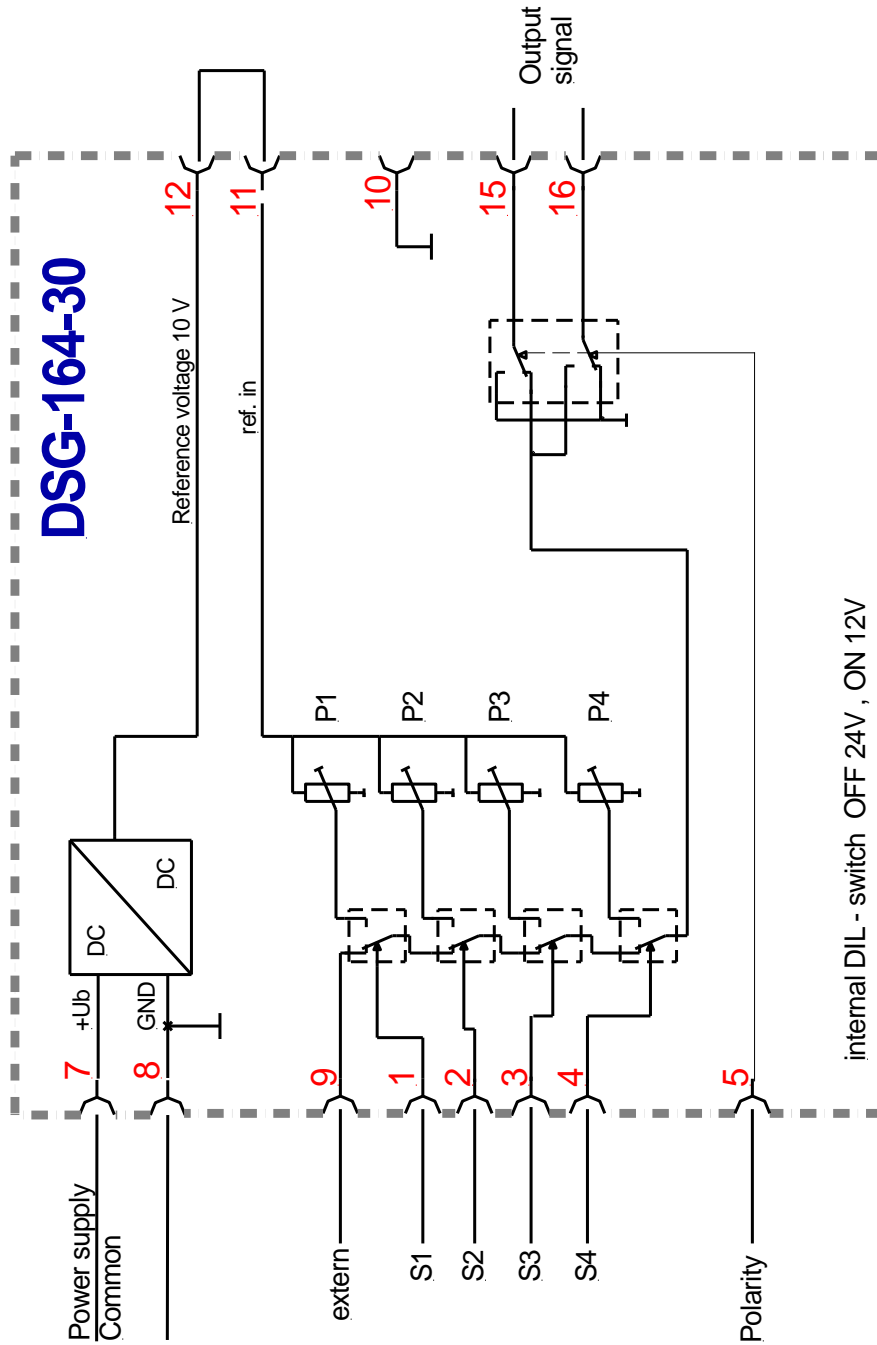 DSG-164-30
Power supply
Common
7
8
+Ub
GND
DC
DC
Reference voltage 10 V
12
ref. in
11
10
extern
9
S1
1
S2
2
S3
3
S4
4
P1
P2
P3
P4
15
16
Output
signal
Polarity
5
internal DIL - switch OFF 24V , ON 12V